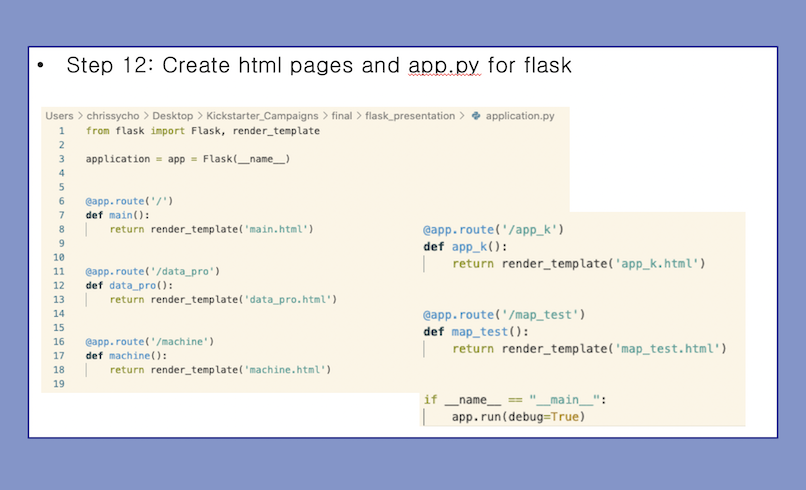 • Step 12: Create html pages and app.py for flask
Users > chrissycho > Desktop > Kickstarter_Campaigns > final > flask_presentation > application.py
1 from flask import Flask, render_template
2
3 application = app = Flask(__name__)
4
5
6 @app.route('/')
7 def main():
8 return render_template('main.html')
9
10
11 @app.route('/data_pro')
12 def data_pro():
13 return render_template('data_pro.html')
14
15
16 @app.route('/machine')
17 def machine():
18 return render_template('machine.html')
19
@app.route('/app_k')
def app_k():
return render_template('app_k.html')
@app.route('/map_test')
def map_test():
return render_template('map_test.html')
if __name__ == "__main__":
app.run(debug=True)